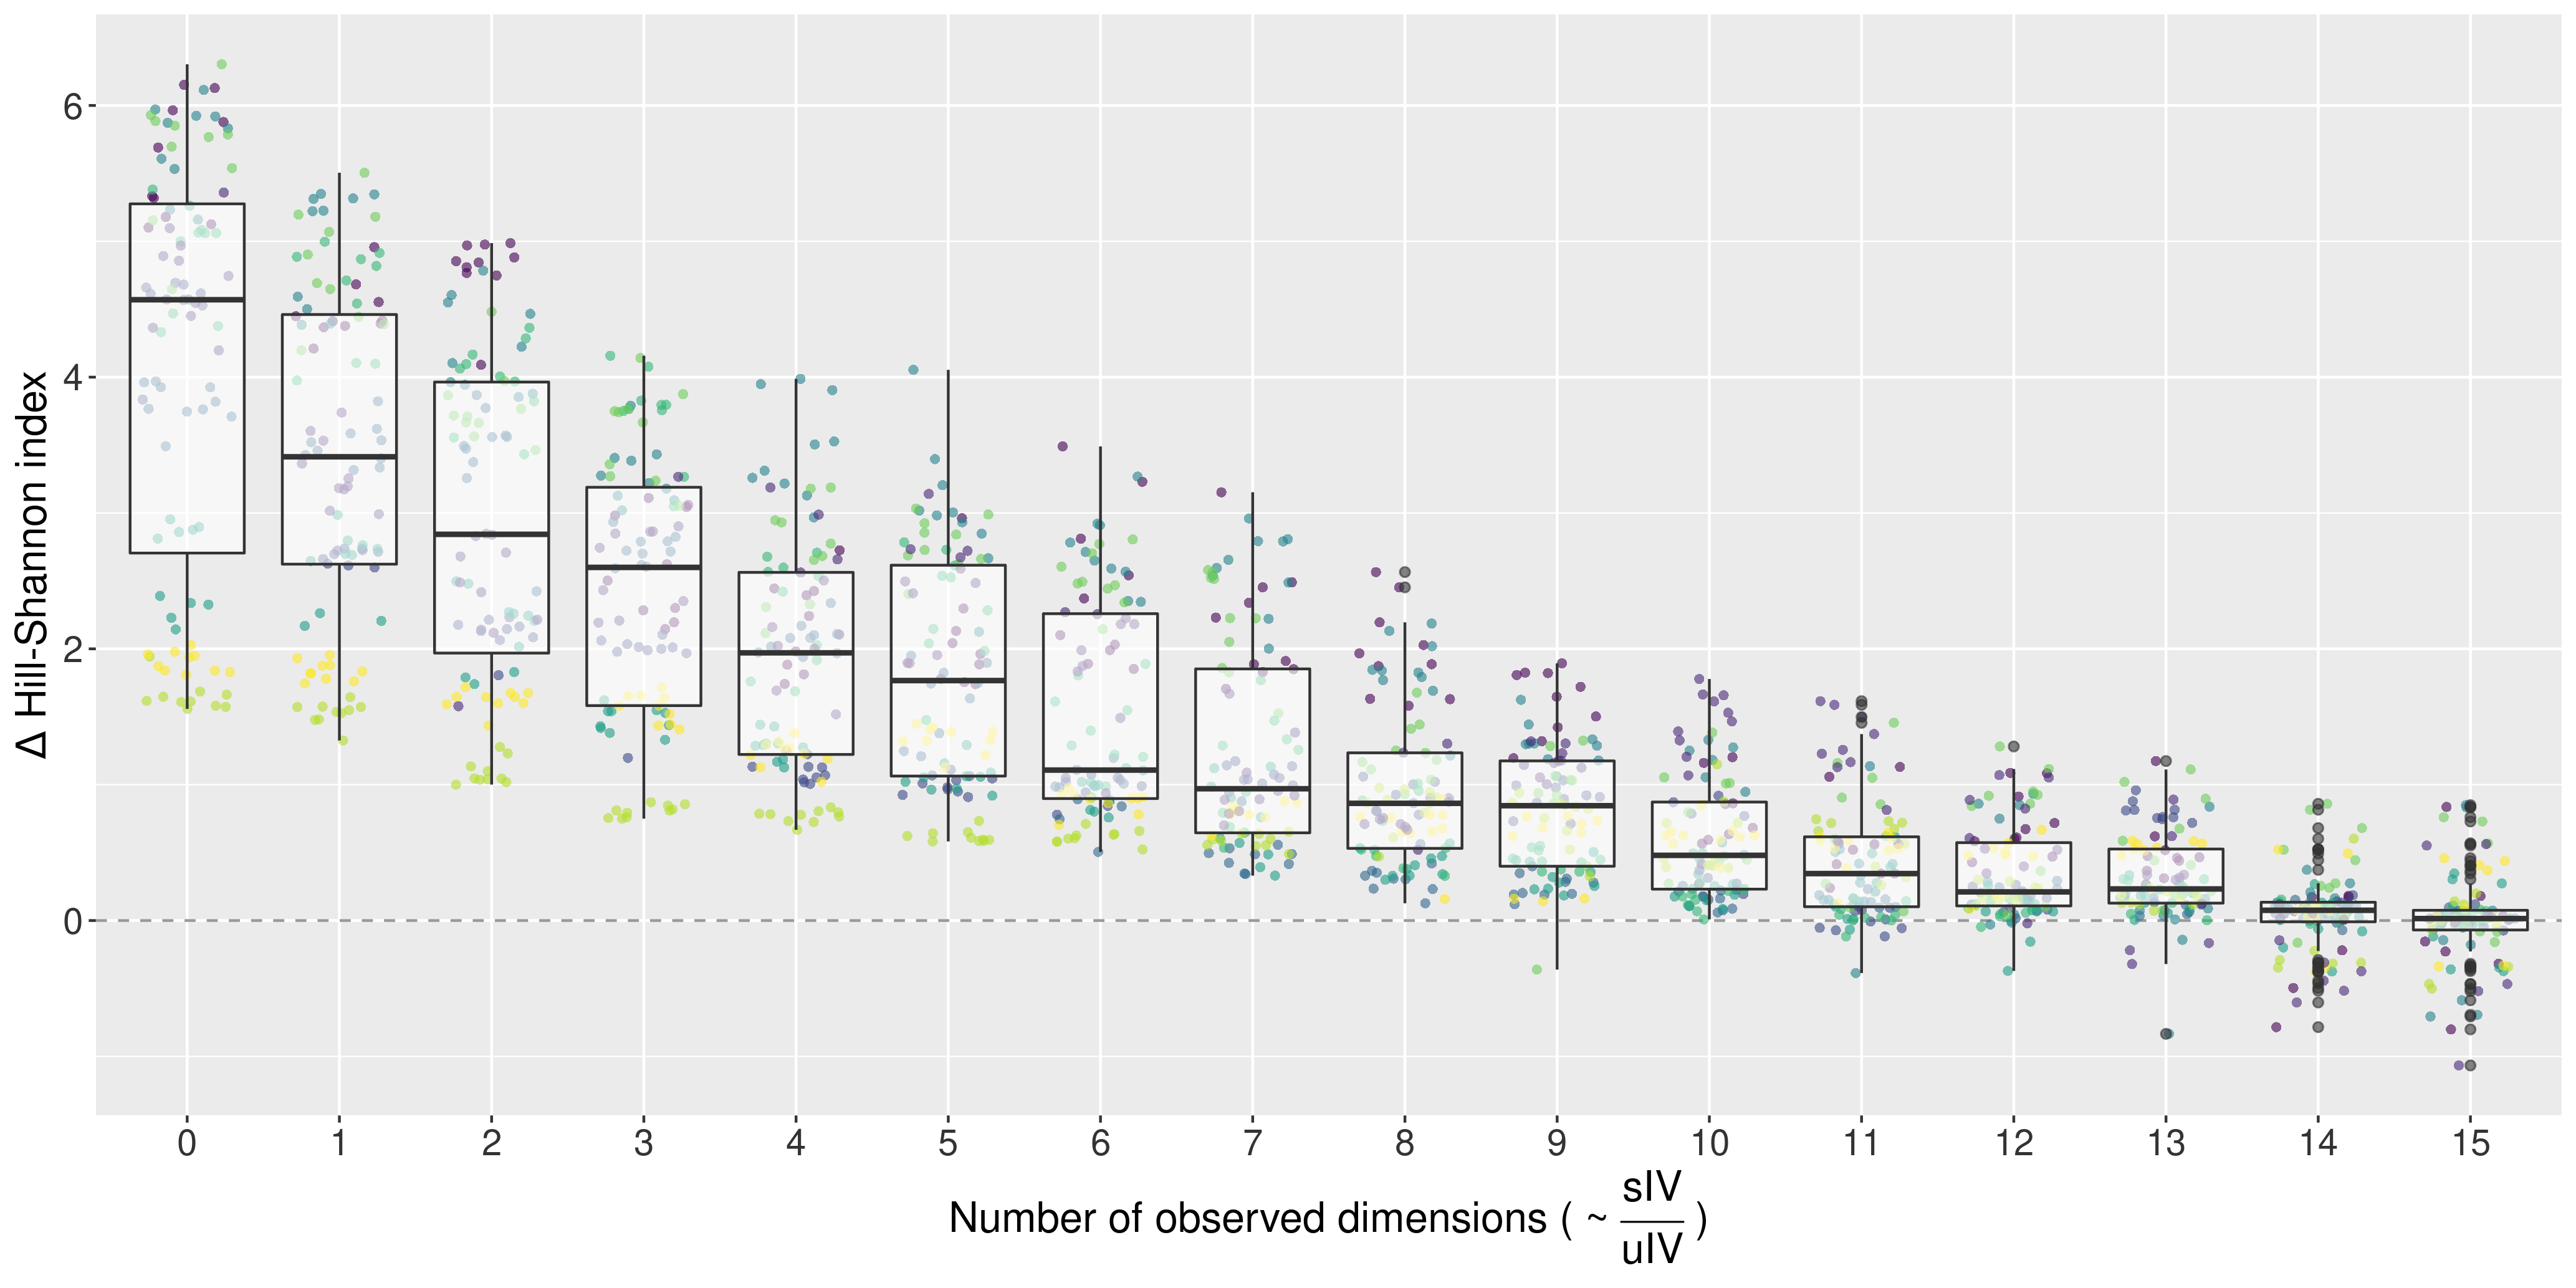 Δ Hill-Shannon index
6
4
2
0
0 1 2 3 4 5 6 7 8 9 10 11 12 13 14 15
Number of observed dimensions ( ~ sIV / uIV )